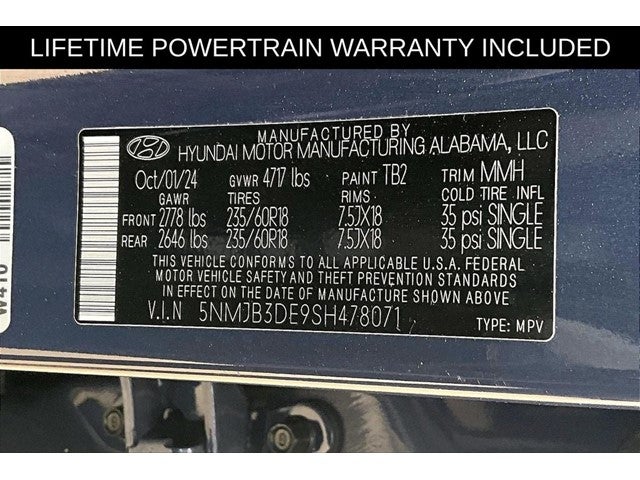 LIFETIME POWERTRAIN WARRANTY INCLUDED
MANUFACTURED BY
HYUNDAI MOTOR MANUFACTURING ALABAMA, LLC
Oct/01/24 GVWR 4717 lbs PAINT TB2 TRIM MMH
GAWR TIRES RIMS COLD TIRE INFL
FRONT 2778 lbs 235/60R18 7.5JX18 35 psi SINGLE
REAR 2646 lbs 235/60R18 7.5JX18 35 psi SINGLE
THIS VEHICLE CONFORMS TO ALL APPLICABLE U.S.A. FEDERAL
MOTOR VEHICLE SAFETY AND THEFT PREVENTION STANDARDS
IN EFFECT ON THE DATE OF MANUFACTURE SHOWN ABOVE.
V.I.N 5NMJB3DE9SH478071 TYPE: MPV
W410